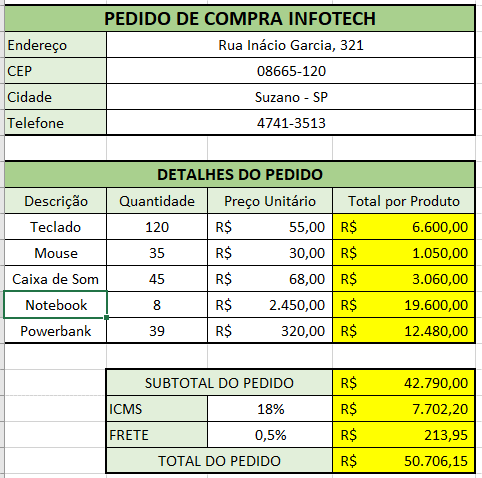 PEDIDO DE COMPRA INFOTECH
Endereço Rua Inácio Garcia, 321
CEP 08665-120
Cidade Suzano - SP
Telefone 4741-3513
DETALHES DO PEDIDO
Descrição Quantidade Preço Unitário Total por Produto
Teclado 120 R$ 55,00 R$ 6.600,00
Mouse 35 R$ 30,00 R$ 1.050,00
Caixa de Som 45 R$ 68,00 R$ 3.060,00
Notebook 8 R$ 2.450,00 R$ 19.600,00
Powerbank 39 R$ 320,00 R$ 12.480,00
SUBTOTAL DO PEDIDO R$ 42.790,00
ICMS 18% R$ 7.702,20
FRETE 0,5% R$ 213,95
TOTAL DO PEDIDO R$ 50.706,15